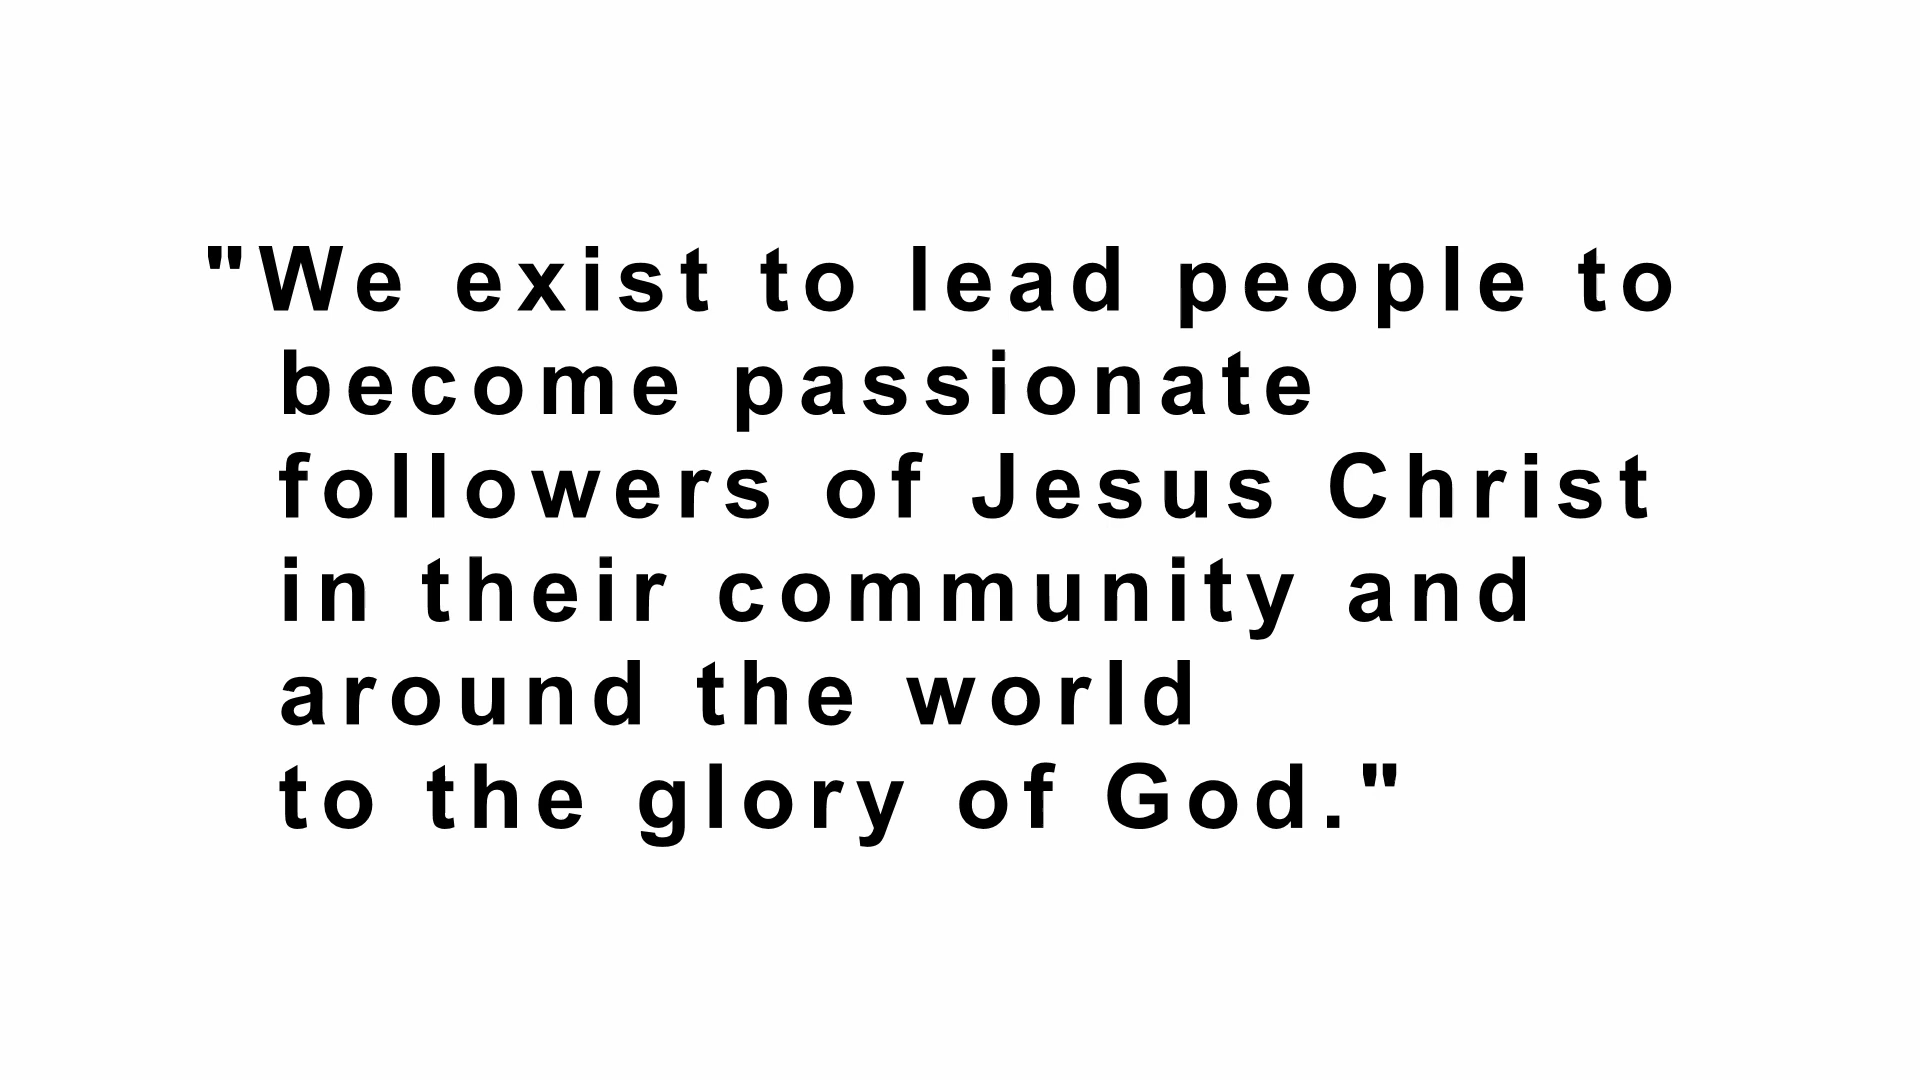 "We exist to lead people to
become passionate
followers of Jesus Christ
in their community and
around the world
to the glory of God."